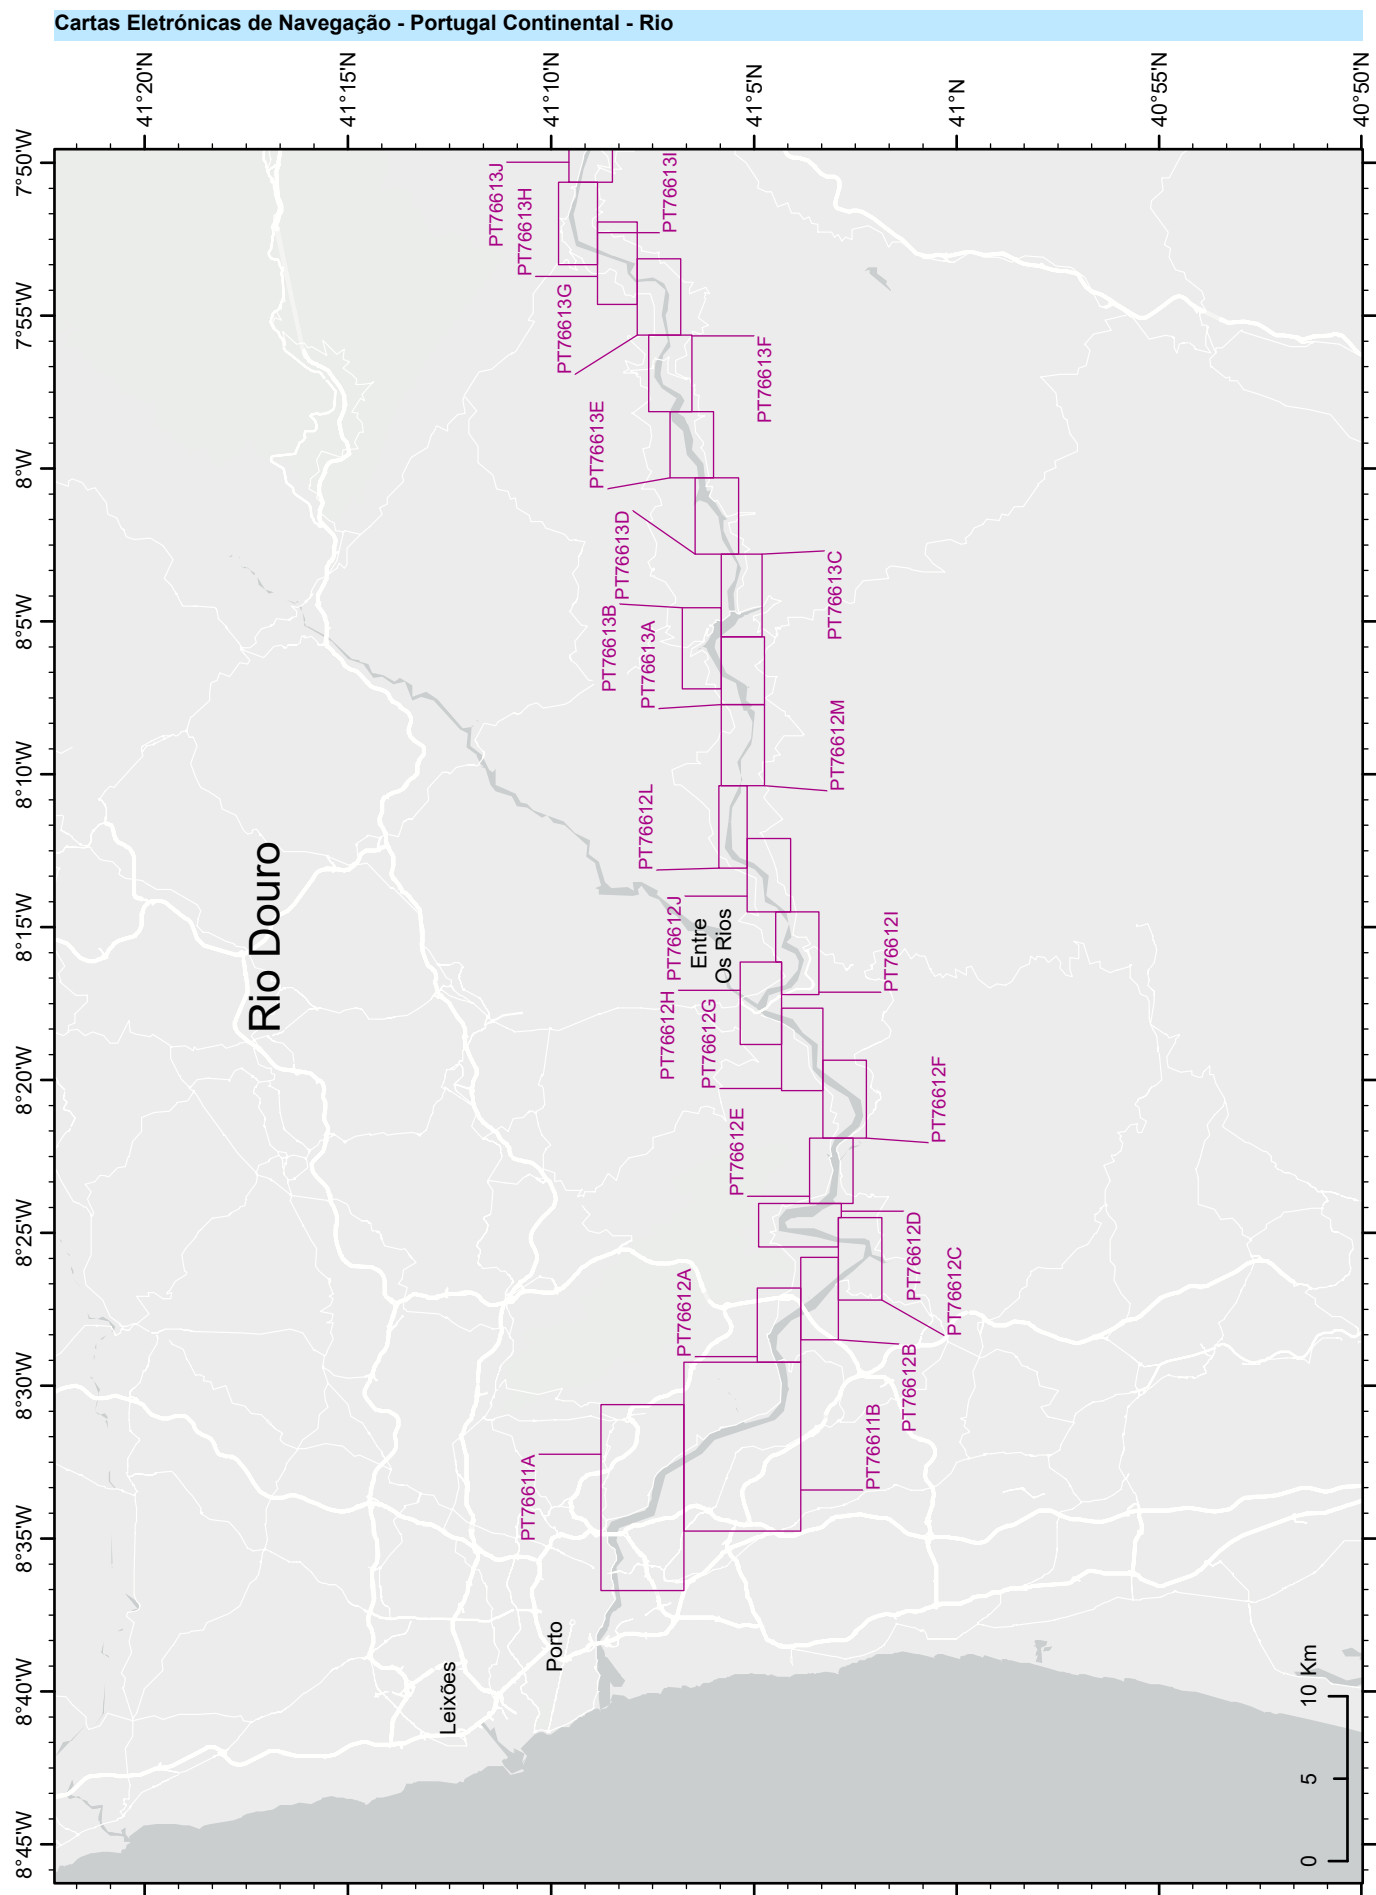 Cartas Eletrónicas de Navegação - Portugal Continental - Rio
41°20'N
41°15'N
41°10'N
41°5'N
41°N
40°55'N
40°50'N
7°50'W
7°55'W
8°W
8°5'W
8°10'W
8°15'W
8°20'W
8°25'W
8°30'W
8°35'W
8°40'W
8°45'W
Rio Douro
PT76613J
PT76613H
PT76613I
PT76613G
PT76613F
PT76613E
PT76613D
PT76613C
PT76613B
PT76613A
PT76612M
PT76612L
PT76612J
Entre
Os Rios
PT76612I
PT76612H
PT76612G
PT76612F
PT76612E
PT76612D
PT76612C
PT76612A
PT76612B
PT76611B
PT76611A
Porto
Leixões
0 5 10 Km